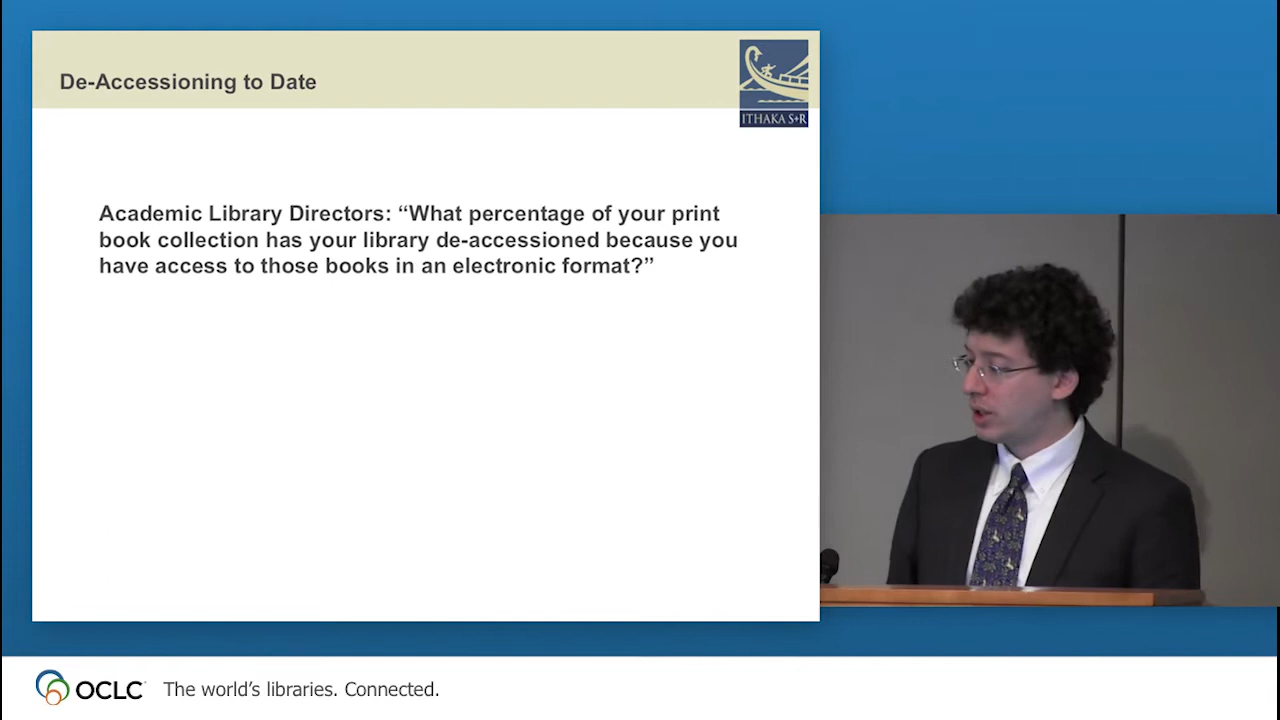 De-Accessioning to Date
ITHAKA S+R
Academic Library Directors: “What percentage of your print
book collection has your library de-accessioned because you
have access to those books in an electronic format?”
OCLC
The world’s libraries. Connected.